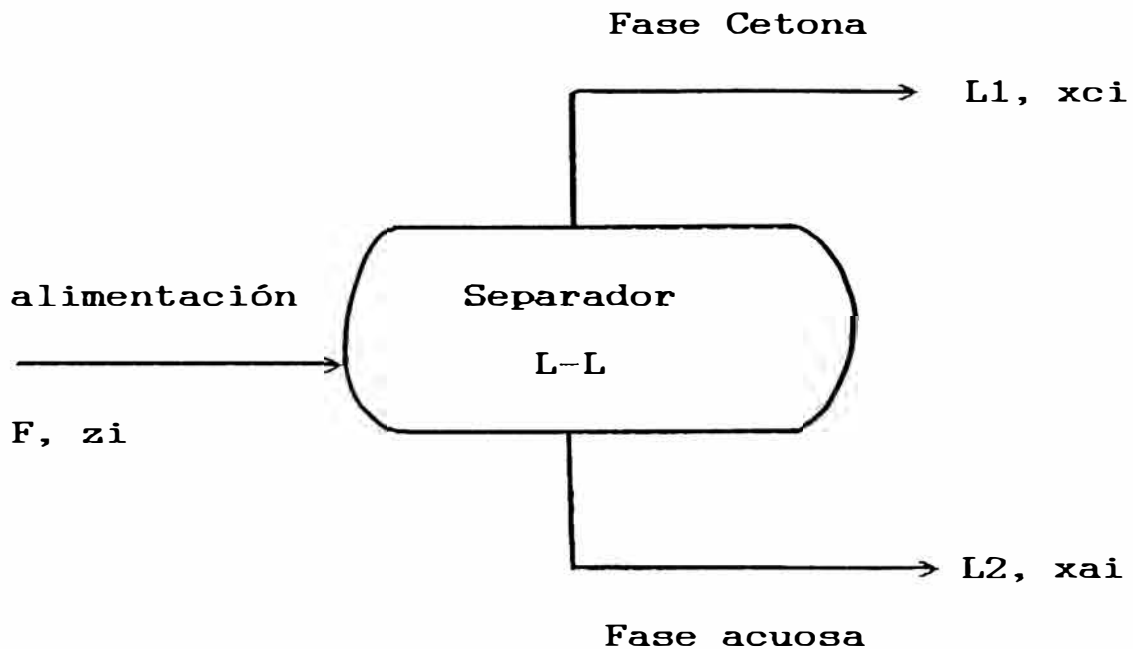 Fase Cetona
L1, xci
alimentación
Separador
L-L
F, zi
L2, xai
Fase acuosa